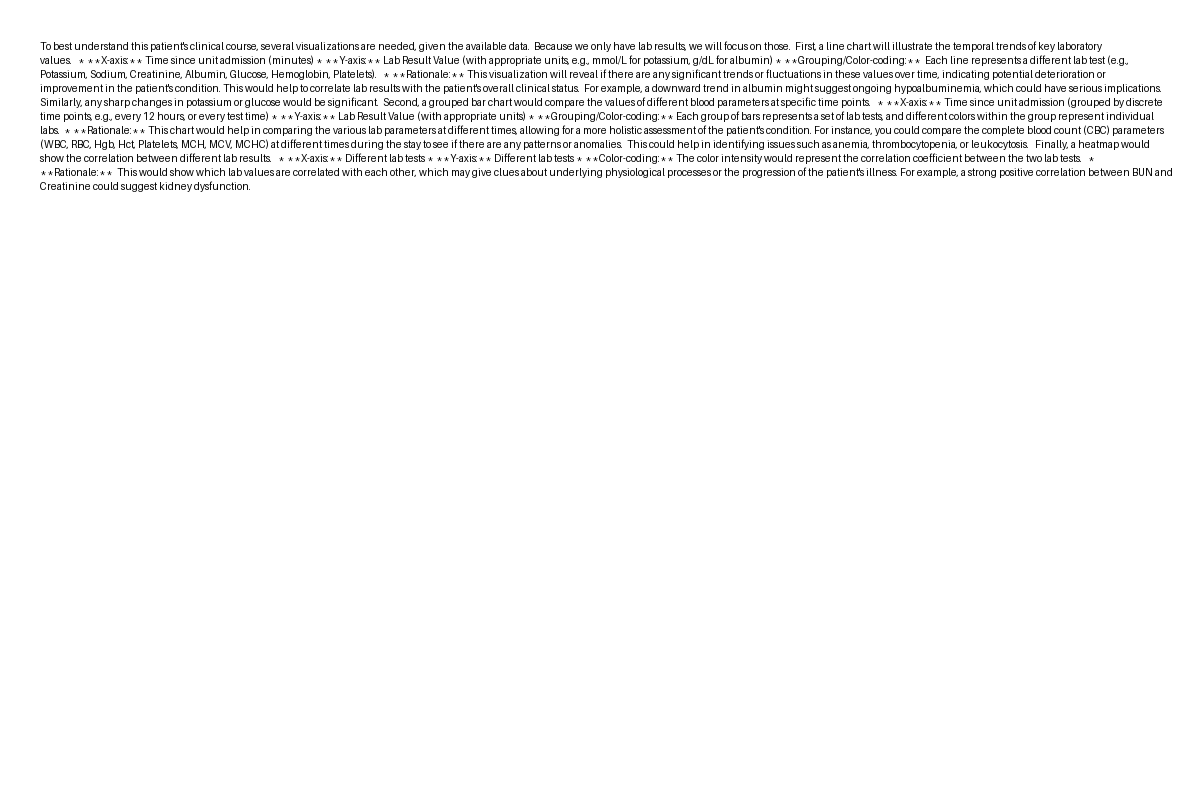 To best understand this patient's clinical course, several visualizations are needed, given the available data.  Because we only have lab results, we will focus on those.  First, a line chart will illustrate the temporal trends of key laboratory
values.   * **X-axis:** Time since unit admission (minutes) * **Y-axis:** Lab Result Value (with appropriate units, e.g., mmol/L for potassium, g/dL for albumin) * **Grouping/Color-coding:**  Each line represents a different lab test (e.g.,
Potassium, Sodium, Creatinine, Albumin, Glucose, Hemoglobin, Platelets).   * **Rationale:** This visualization will reveal if there are any significant trends or fluctuations in these values over time, indicating potential deterioration or
improvement in the patient's condition. This would help to correlate lab results with the patient's overall clinical status.  For example, a downward trend in albumin might suggest ongoing hypoalbuminemia, which could have serious implications.
Similarly, any sharp changes in potassium or glucose would be significant.  Second, a grouped bar chart would compare the values of different blood parameters at specific time points.   * **X-axis:** Time since unit admission (grouped by discrete
time points, e.g., every 12 hours, or every test time) * **Y-axis:** Lab Result Value (with appropriate units) * **Grouping/Color-coding:** Each group of bars represents a set of lab tests, and different colors within the group represent individual
labs.  * **Rationale:** This chart would help in comparing the various lab parameters at different times, allowing for a more holistic assessment of the patient's condition. For instance, you could compare the complete blood count (CBC) parameters
(WBC, RBC, Hgb, Hct, Platelets, MCH, MCV, MCHC) at different times during the stay to see if there are any patterns or anomalies.  This could help in identifying issues such as anemia, thrombocytopenia, or leukocytosis.   Finally, a heatmap would
show the correlation between different lab results.   * **X-axis:** Different lab tests * **Y-axis:** Different lab tests * **Color-coding:** The color intensity would represent the correlation coefficient between the two lab tests.   *
**Rationale:**  This would show which lab values are correlated with each other, which may give clues about underlying physiological processes or the progression of the patient's illness. For example, a strong positive correlation between BUN and
Creatinine could suggest kidney dysfunction.